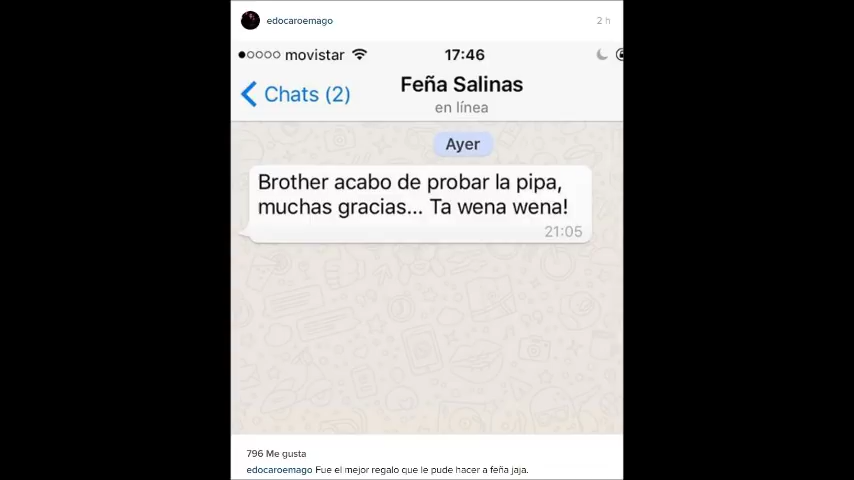 edocaroemago
2 h
movistar
17:46
Chats (2)
Feña Salinas
en línea
Ayer
Brother acabo de probar la pipa,
muchas gracias... Ta wena wena!
21:05
796 Me gusta
edocaroemago Fue el mejor regalo que le pude hacer a feña jaja.